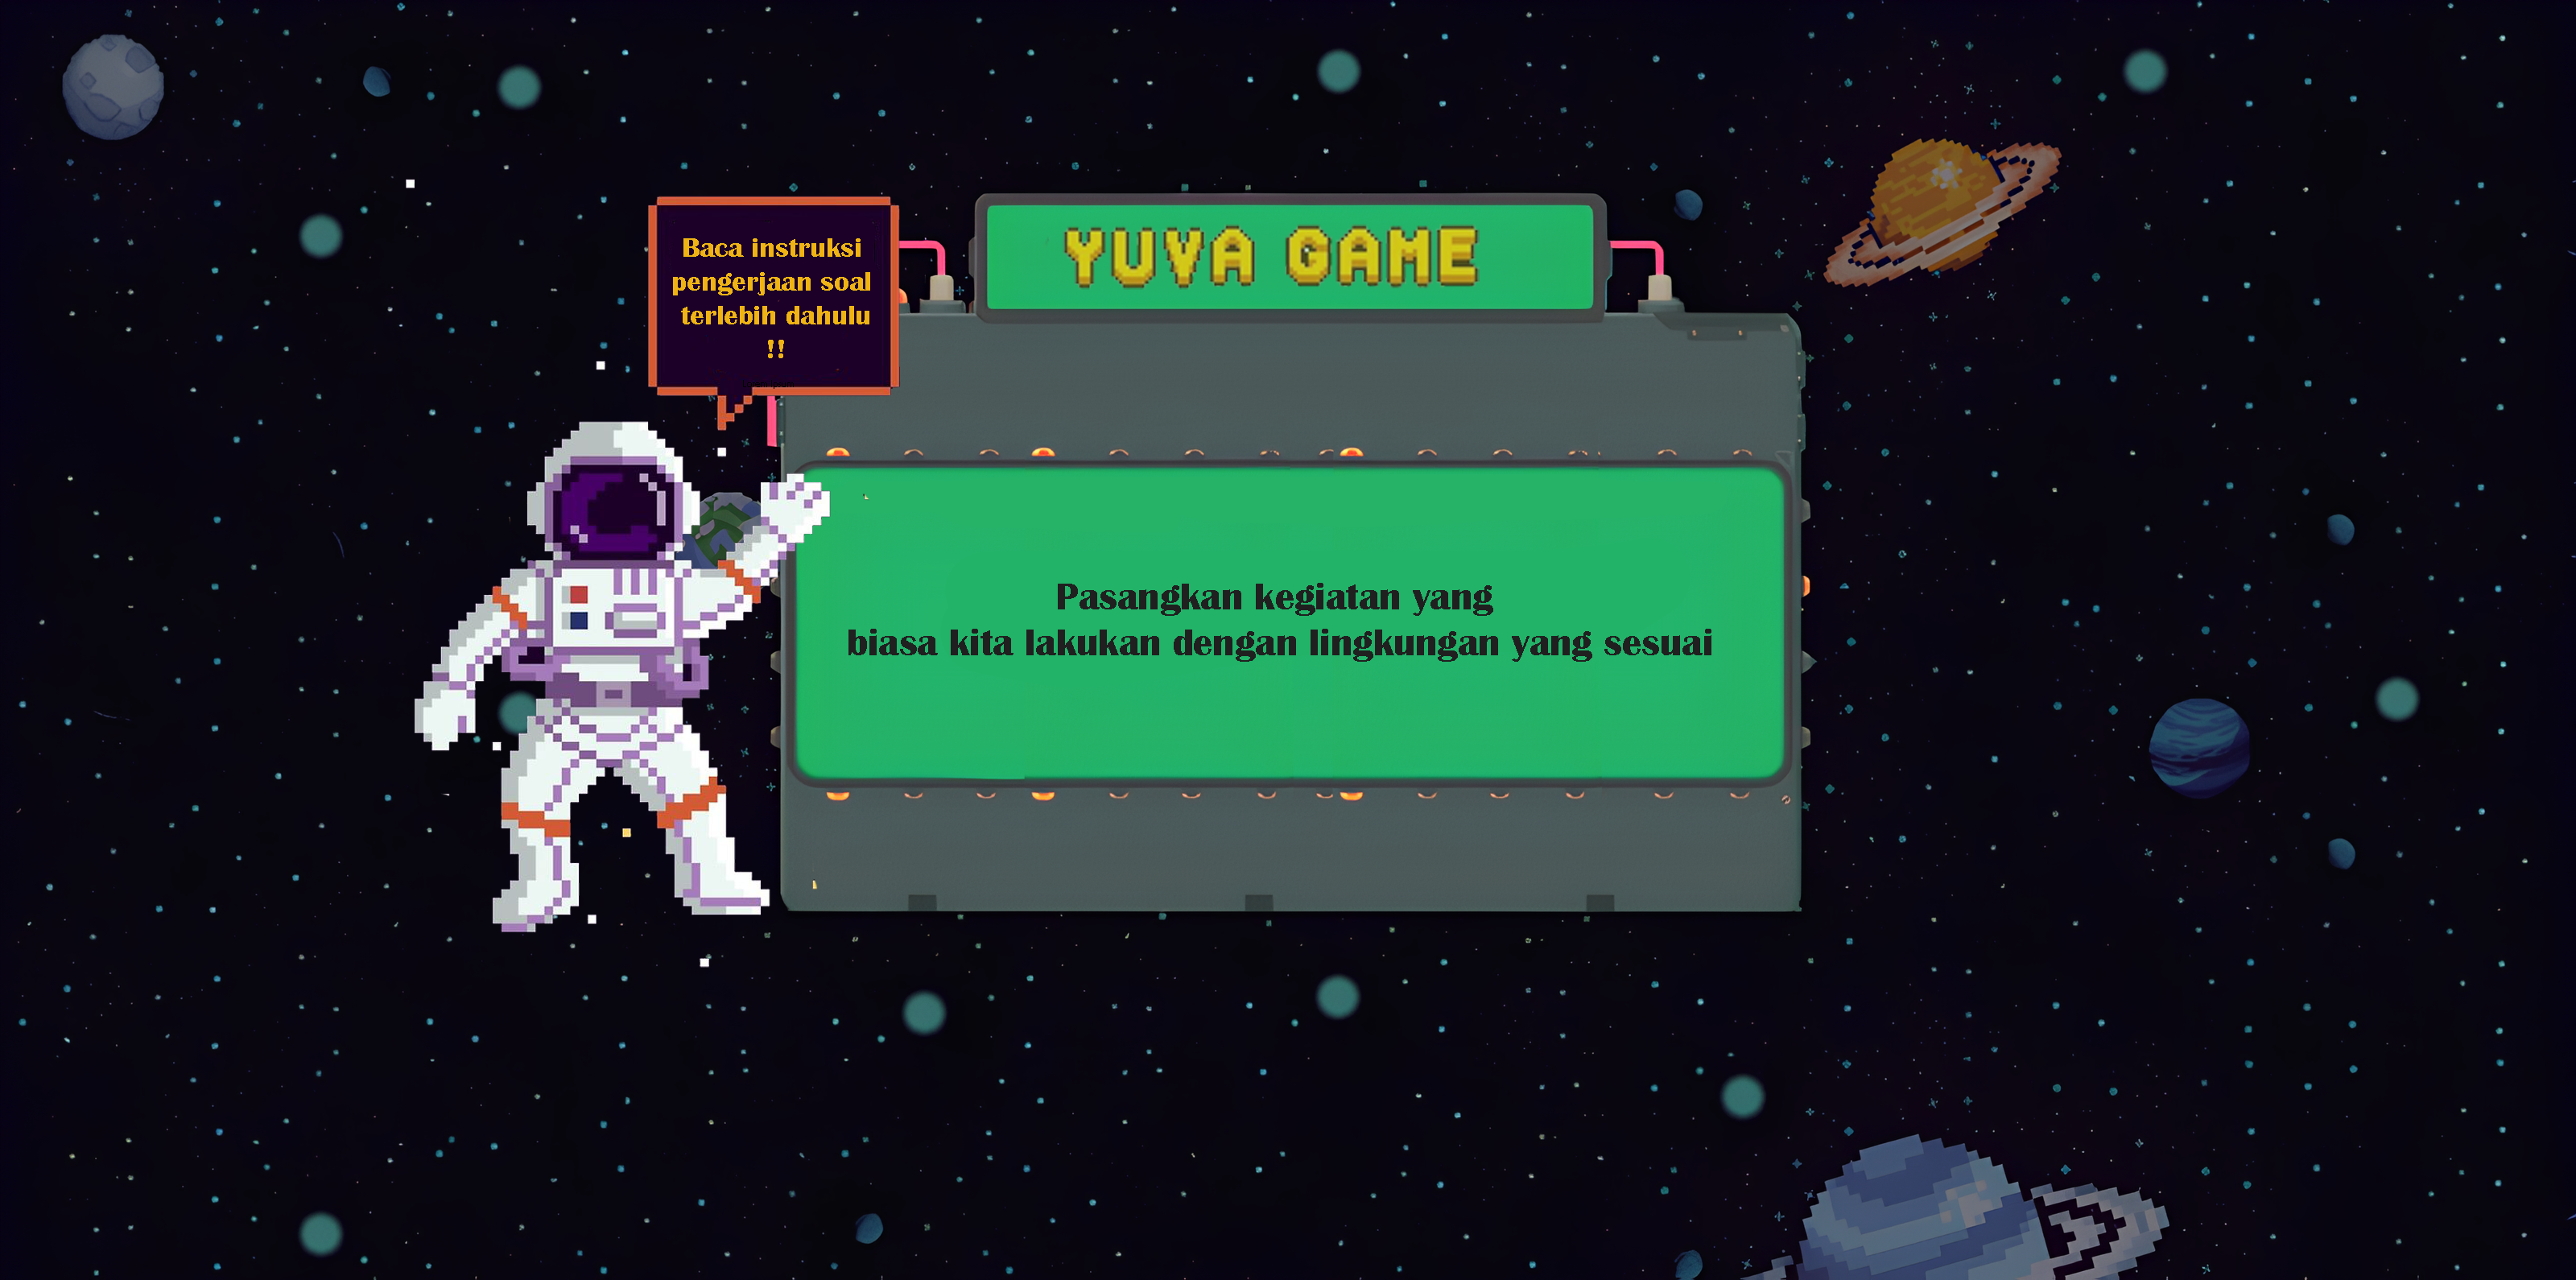 YUVA GAME
Baca instruksi
pengerjaan soal
terlebih dahulu
!!
Pasangkan kegiatan yang
biasa kita lakukan dengan lingkungan yang sesuai